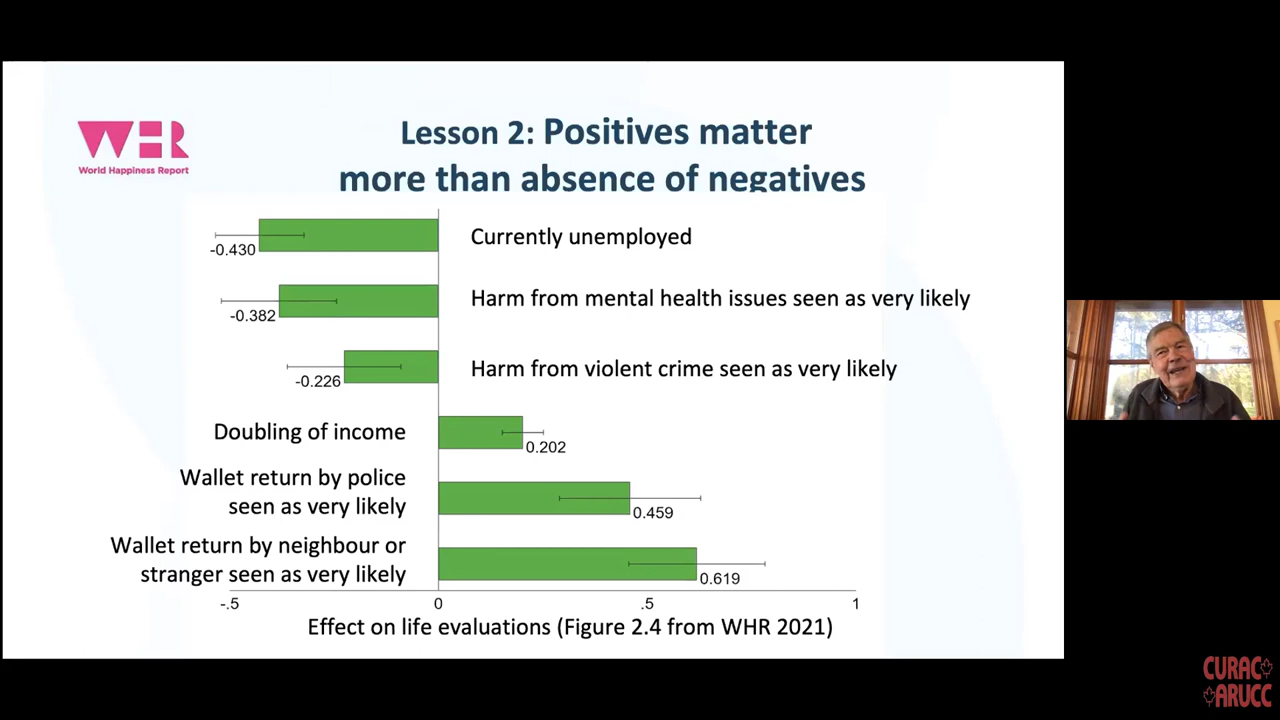 WHR
World Happiness Report
Lesson 2: Positives matter
more than absence of negatives
-0.430
Currently unemployed
-0.382
Harm from mental health issues seen as very likely
-0.226
Harm from violent crime seen as very likely
Doubling of income
0.202
Wallet return by police
seen as very likely
0.459
Wallet return by neighbour or
stranger seen as very likely
0.619
-.5 0 .5 1
Effect on life evaluations (Figure 2.4 from WHR 2021)
CURAC
ARUCC